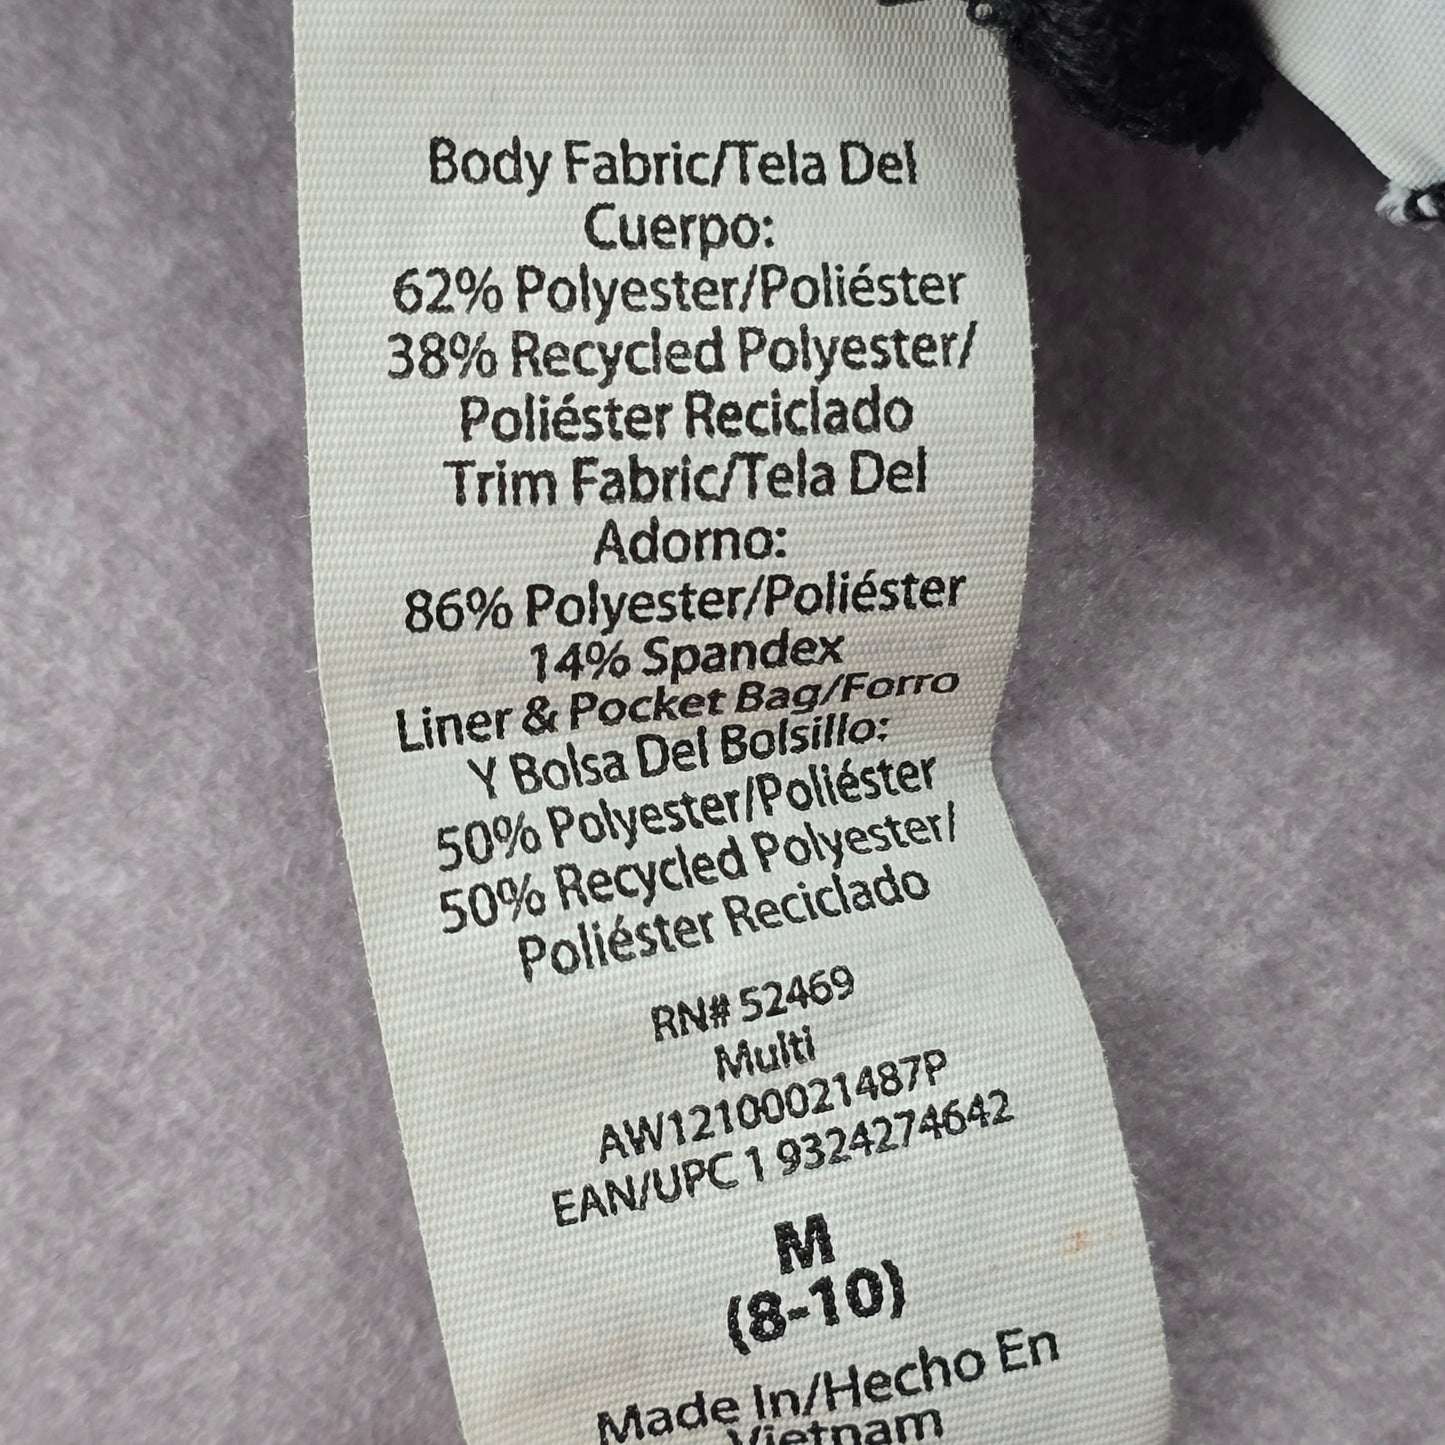 Body Fabric/Tela Del
Cuerpo:
62% Polyester/Poliéster
38% Recycled Polyester/
Poliéster Reciclado
Trim Fabric/Tela Del
Adorno:
86% Polyester/Poliéster
14% Spandex
Liner & Pocket Bag/Forro
Y Bolsa Del Bolsillo:
50% Polyester/Poliéster
50% Recycled Polyester/
Poliéster Reciclado
RN# 52469
Multi
AW12100021487P
EAN/UPC 1 9324274642
M
(8-10)
Made In/Hecho En
Vietnam